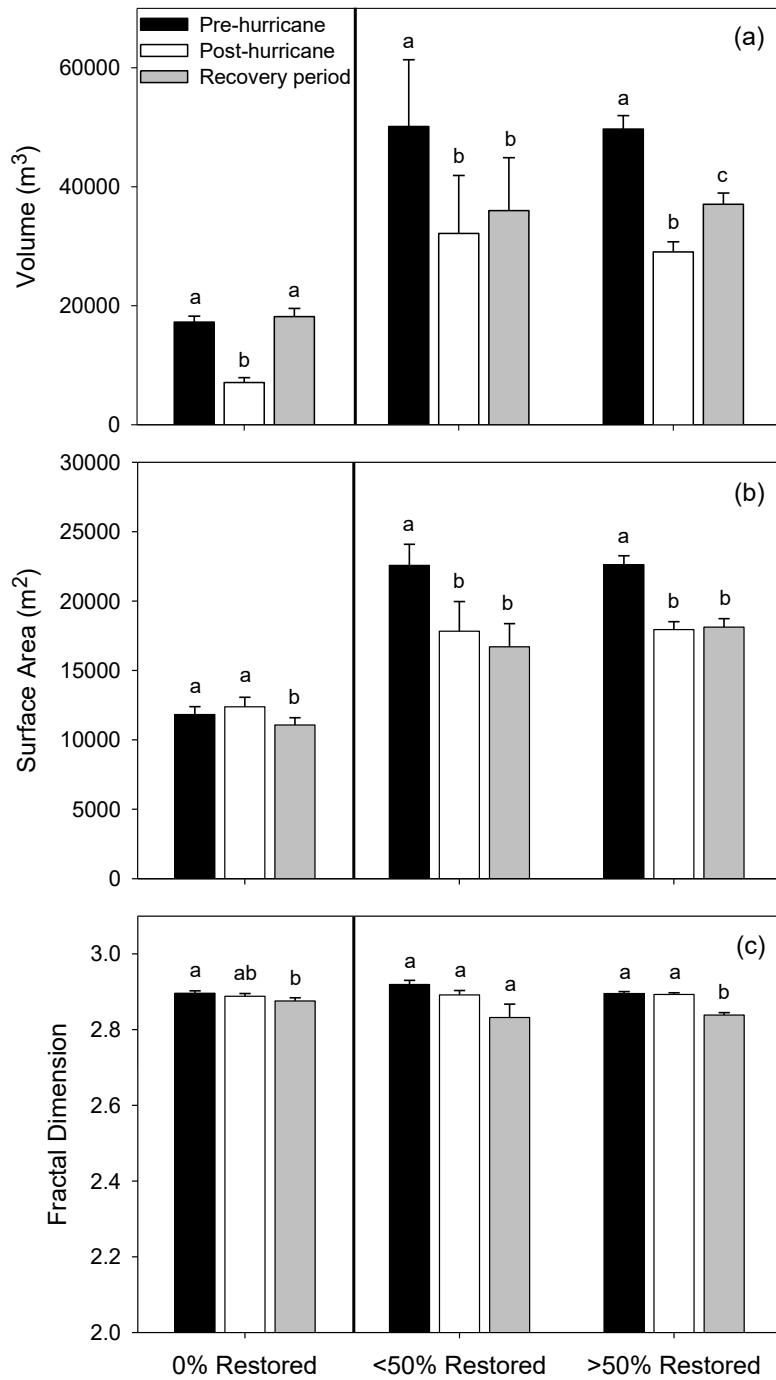 Pre-hurricane
Post-hurricane
Recovery period
(a)
Volume (m³)
60000
40000
20000
0
a
b
a
a
b
b
a
b
c
(b)
Surface Area (m²)
30000
25000
20000
15000
10000
5000
0
a
a
b
a
b
b
a
b
b
(c)
Fractal Dimension
3.0
2.8
2.6
2.4
2.2
2.0
a
ab
b
a
a
a
a
a
b
0% Restored
<50% Restored
>50% Restored